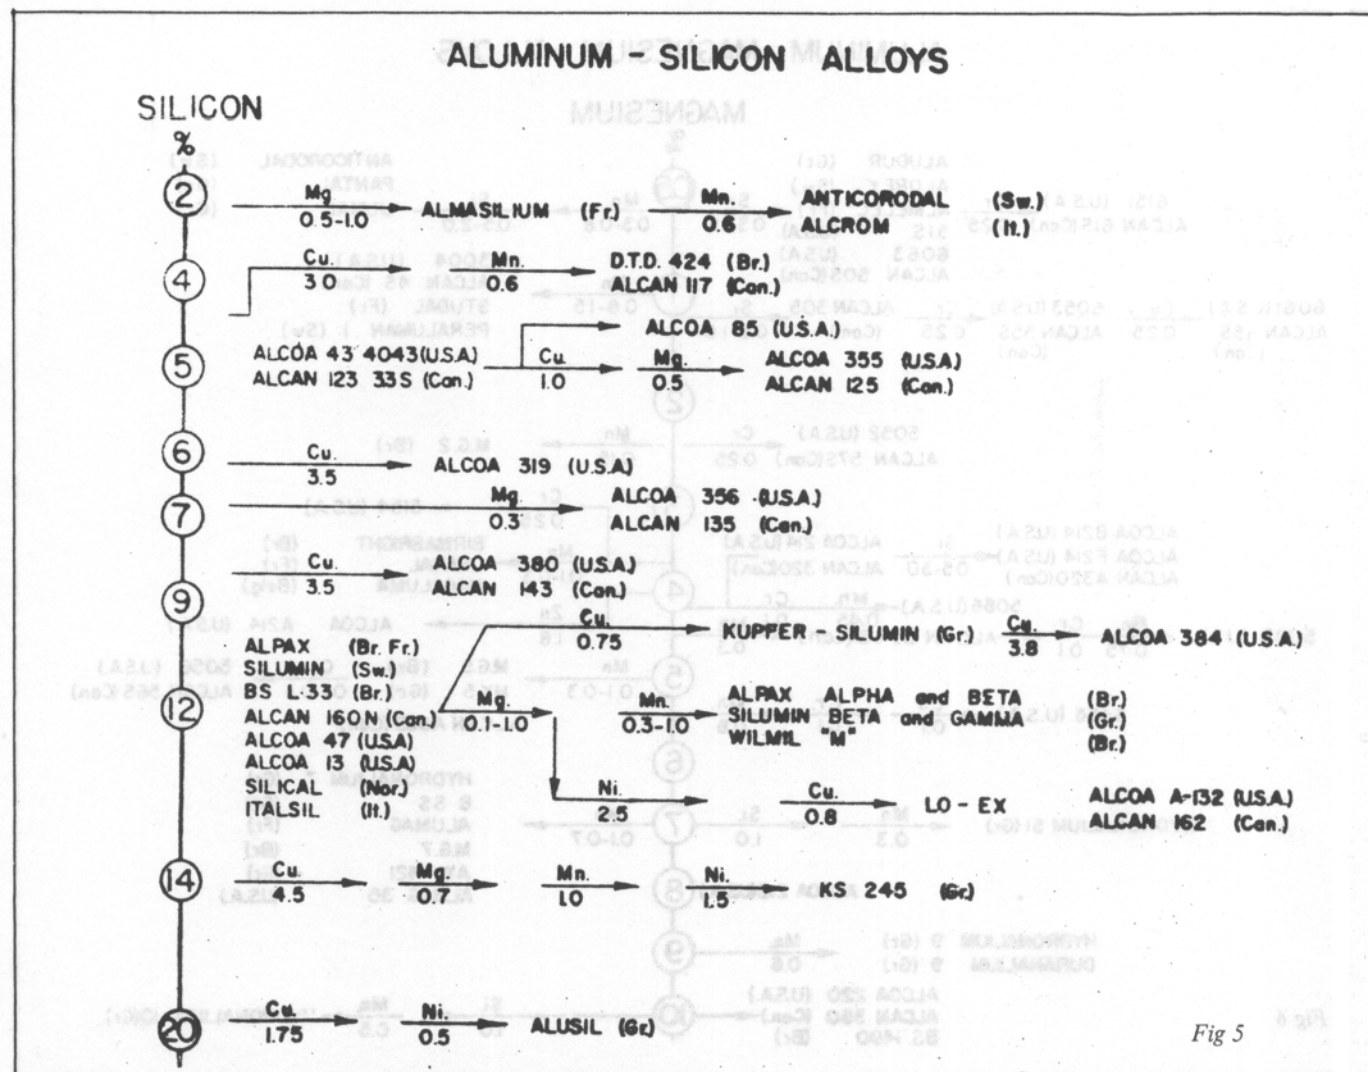 ALUMINUM - SILICON ALLOYS
SILICON
%
2
Mg
0.5-1.0
ALMASILIUM (Fr.)
Mn.
0.6
ANTICORODAL (Sw.)
ALCROM (It.)
4
Cu.
3.0
Mn.
0.6
D.T.D. 424 (Br.)
ALCAN 117 (Can.)
ALCOA 85 (U.S.A.)
5
ALCOA 43 4043 (U.S.A)
ALCAN 123 33S (Can.)
Cu.
1.0
Mg.
0.5
ALCOA 355 (U.S.A)
ALCAN 125 (Can.)
6
Cu.
3.5
ALCOA 319 (U.S.A)
7
Mg.
0.3
ALCOA 356 (U.S.A.)
ALCAN 135 (Can.)
9
Cu.
3.5
ALCOA 380 (U.S.A.)
ALCAN 143 (Can.)
Cu.
0.75
KUPFER - SILUMIN (Gr.)
Cu.
3.8
ALCOA 384 (U.S.A.)
12
ALPAX (Br. Fr.)
SILUMIN (Sw.)
BS L-33 (Br.)
ALCAN 160 N (Can.)
ALCOA 47 (U.S.A)
ALCOA 13 (U.S.A)
SILICAL (Nor.)
ITALSIL (It.)
Mg.
0.1-1.0
Mn.
0.3-1.0
ALPAX ALPHA and BETA (Br.)
SILUMIN BETA and GAMMA (Gr.)
WILMIL "M" (Br.)
Ni.
2.5
Cu.
0.8
LO - EX
ALCOA A-132 (U.S.A.)
ALCAN 162 (Can.)
14
Cu.
4.5
Mg.
0.7
Mn.
1.0
Ni.
1.5
KS 245 (Gr.)
20
Cu.
1.75
Ni.
0.5
ALUSIL (Gr.)
Fig 5